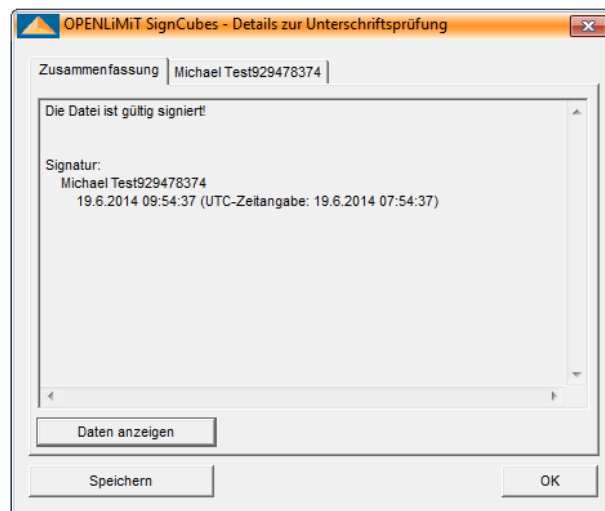 OPENLiMiT SignCubes - Details zur Unterschriftsprüfung
Zusammenfassung
Michael Test929478374
Die Datei ist gültig signiert!
Signatur:
Michael Test929478374
19.6.2014 09:54:37 (UTC-Zeitangabe: 19.6.2014 07:54:37)
Daten anzeigen
Speichern
OK